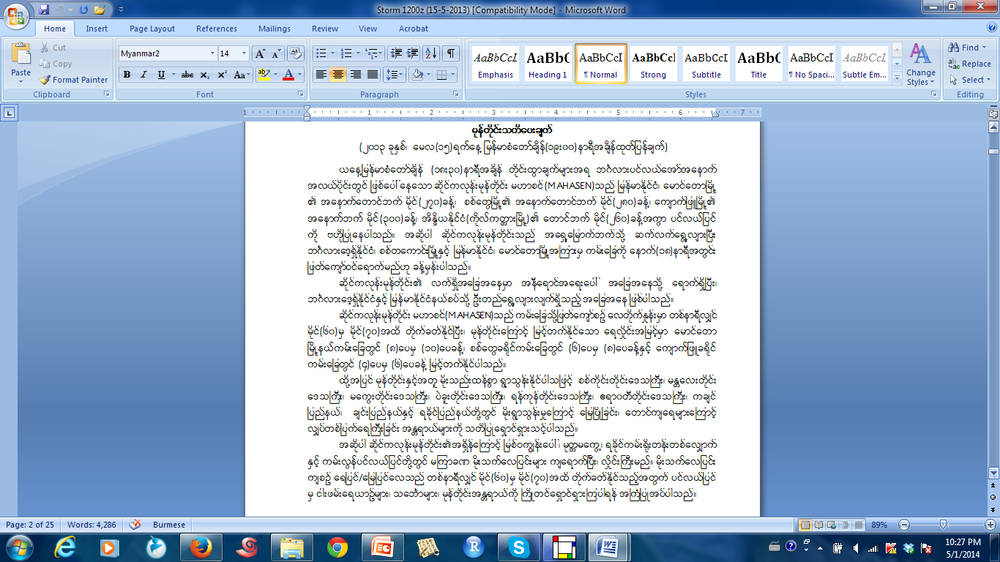 Storm 1200z (15-5-2013) [Compatibility Mode] - Microsoft Word
Home Insert Page Layout References Mailings Review View Acrobat
Cut
Copy
Format Painter
Paste
Clipboard
Myanmar2 14
Font
Paragraph
AaBbCcI AaBbC AaBbCcI AaBbCcI AaBbCcI AaBbCc AaBbCcI AaBbCcI
Emphasis Heading 1 ¶ Normal Strong Subtitle Title ¶ No Spaci... Subtle Em...
Change Styles
Styles
Find
Replace
Select
Editing
1 1 2 3 4 5 6 7
မုန်တိုင်းသတိပေးချက်
(၂၀၁၃ ခုနှစ်၊ မေလ(၁၅)ရက်နေ့ မြန်မာစံတော်ချိန်(၁၉း၀၀)နာရီအချိန်ထုတ်ပြန်ချက်)
ယနေ့မြန်မာစံတော်ချိန် (၁၈း၃၀)နာရီအချိန် တိုင်းထွာချက်များအရ ဘင်္ဂလားပင်လယ်အော်အနောက်
အလယ်ပိုင်းတွင် ဖြစ်ပေါ်နေသော ဆိုင်ကလုန်းမုန်တိုင်း မဟာစင်(MAHASEN)သည် မြန်မာနိုင်ငံ၊ မောင်တောမြို့
၏ အနောက်တောင်ဘက် မိုင်(၂၇၀)ခန့်၊ စစ်တွေမြို့၏ အနောက်တောင်ဘက် မိုင်(၂၈၀)ခန့်၊ ကျောက်ဖြူမြို့၏
အနောက်ဘက် မိုင်(၃၀၀)ခန့်၊ အိန္ဒိယနိုင်ငံ(ကိုလ်ကတ္ထားမြို့)၏ တောင်ဘက် မိုင်(၂၆၀)ခန့်အကွာ ပင်လယ်ပြင်
ကို ဗဟိုပြုနေပါသည်။ အဆိုပါ ဆိုင်ကလုန်းမုန်တိုင်းသည် အရှေ့မြောက်ဘက်သို့ ဆက်လက်ရွေ့လျားပြီး
ဘင်္ဂလားဒေ့ရှ်နိုင်ငံ၊ စစ်တကောင်းမြို့နှင့် မြန်မာနိုင်ငံ၊ မောင်တောမြို့အကြားမှ ကမ်းခြေကို နောက်(၁၈)နာရီအတွင်း
ဖြတ်ကျော်ဝင်ရောက်မည်ဟု ခန့်မှန်းပါသည်။
ဆိုင်ကလုန်းမုန်တိုင်း၏ လက်ရှိအခြေအနေမှာ အနီရောင်အရေးပေါ် အခြေအနေသို့ ရောက်ရှိပြီး၊
ဘင်္ဂလားဒေ့ရှ်နိုင်ငံနှင့် မြန်မာနိုင်ငံနယ်စပ်သို့ ဦးတည်ရွေ့လျားလျက်ရှိသည့် အခြေအနေ ဖြစ်ပါသည်။
ဆိုင်ကလုန်းမုန်တိုင်း မဟာစင်(MAHASEN)သည် ကမ်းခြေသို့ဖြတ်ကျော်စဉ် လေတိုက်နှုန်းမှာ တစ်နာရီလျှင်
မိုင်(၆၀)မှ မိုင်(၇၀)အထိ တိုက်ခတ်နိုင်ပြီး၊ မုန်တိုင်းကြောင့် မြင့်တက်နိုင်သော ရေလှိုင်းအမြင့်မှာ မောင်တော
မြို့နယ်ကမ်းခြေတွင် (၈)ပေမှ (၁၀)ပေခန့်၊ စစ်တွေခရိုင်ကမ်းခြေတွင် (၆)ပေမှ (၈)ပေခန့်နှင့် ကျောက်ဖြူခရိုင်
ကမ်းခြေတွင် (၄)ပေမှ (၆)ပေခန့် မြင့်တက်နိုင်ပါသည်။
ထို့အပြင် မုန်တိုင်းနှင့်အတူ မိုးသည်းထန်စွာ ရွာသွန်းနိုင်ပါသဖြင့် စစ်ကိုင်းတိုင်းဒေသကြီး၊ မန္တလေးတိုင်း
ဒေသကြီး၊ မကွေးတိုင်းဒေသကြီး၊ ပဲခူးတိုင်းဒေသကြီး၊ ရန်ကုန်တိုင်းဒေသကြီး၊ ဧရာဝတီတိုင်းဒေသကြီး၊ ကချင်
ပြည်နယ်၊ ချင်းပြည်နယ်နှင့် ရခိုင်ပြည်နယ်တို့တွင် မိုးရွာသွန်းမှုကြောင့် မြေပြိုခြင်း၊ တောင်ကျရေများကြောင့်
လျှပ်တစ်ပြက်ရေကြီးခြင်း အန္တရာယ်များကို သတိပြုရှောင်ရှားသင့်ပါသည်။
အဆိုပါ ဆိုင်ကလုန်းမုန်တိုင်း၏အရှိန်ကြောင့် မြစ်ဝကျွန်းပေါ်၊ မုတ္တမကွေ့၊ ရခိုင်ကမ်းရိုးတန်းတစ်လျှောက်
နှင့် ကမ်းလွန်ပင်လယ်ပြင်တို့တွင် မကြာခဏ မိုးသက်လေပြင်းများ ကျရောက်ပြီး၊ လှိုင်းကြီးမည်။ မိုးသက်လေပြင်း
ကျစဉ် ရေပြင်/မြေပြင်လေသည် တစ်နာရီလျှင် မိုင်(၆၀)မှ မိုင်(၇၀)အထိ တိုက်ခတ်နိုင်သည့်အတွက် ပင်လယ်ပြင်
မှ ငါးဖမ်းရေယာဉ်များ၊ သင်္ဘောများ၊ မုန်တိုင်းအန္တရာယ်ကို ကြိုတင်ရှောင်ရှားကြပါရန် အကြံပြုအပ်ပါသည်။
Page: 2 of 25 Words: 4,286 Burmese 89%
10:27 PM
5/1/2014